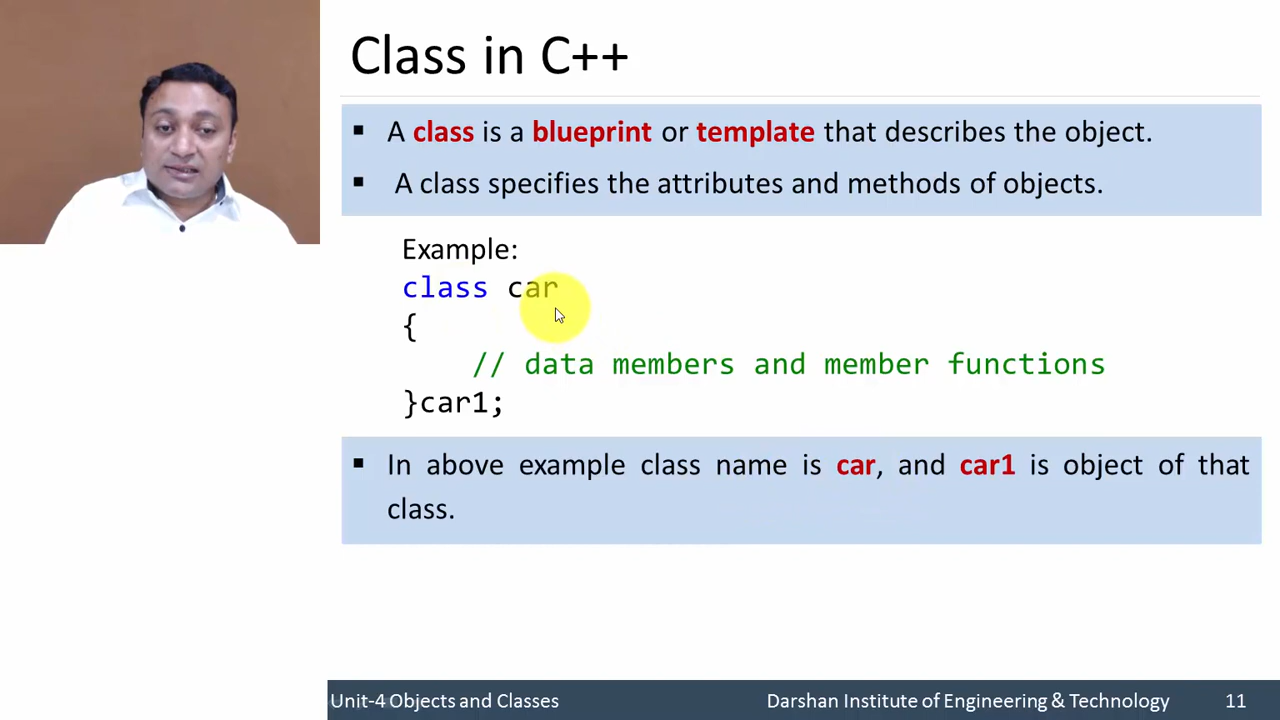 Class in C++
▪ A class is a blueprint or template that describes the object.
▪ A class specifies the attributes and methods of objects.
Example:
class car
{
// data members and member functions
}car1;
▪ In above example class name is car, and car1 is object of that
class.
Unit-4 Objects and Classes Darshan Institute of Engineering & Technology 11